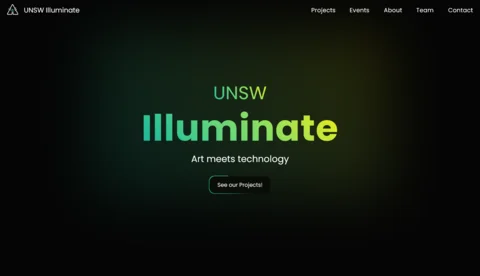 UNSW Illuminate
Projects Events About Team Contact
UNSW
Illuminate
Art meets technology
See our Projects!